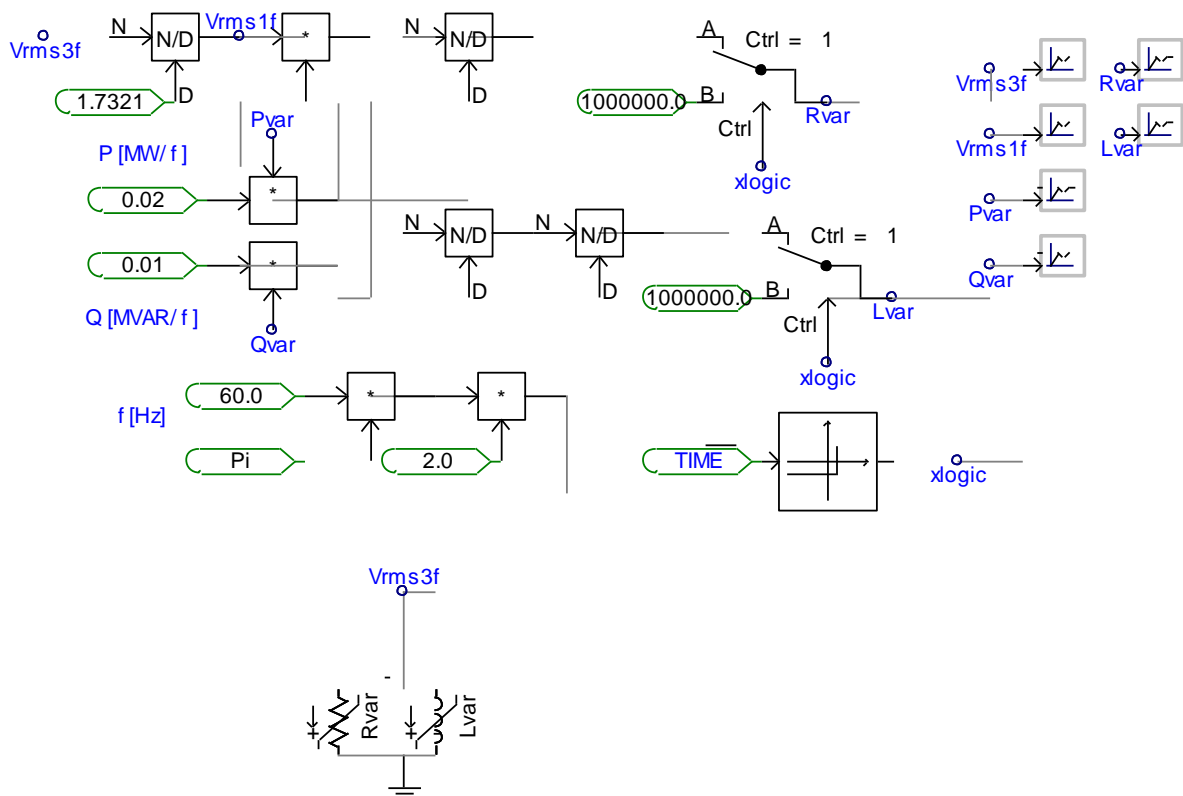 Vrms3f
N
N/D
D
1.7321
Vrms1f
*
N
N/D
D
A
Ctrl = 1
1000000.0
B
Ctrl
Rvar
xlogic
Vrms3f
Rvar
Vrms1f
Lvar
Pvar
Qvar
P [MW/ f ]
Pvar
0.02
*
0.01
*
Q [MVAR/ f ]
Qvar
N
N/D
D
N
N/D
D
A
Ctrl = 1
1000000.0
B
Ctrl
Lvar
xlogic
f [Hz]
60.0
*
*
Pi
2.0
TIME
xlogic
Vrms3f
-
+
Rvar
+
Lvar